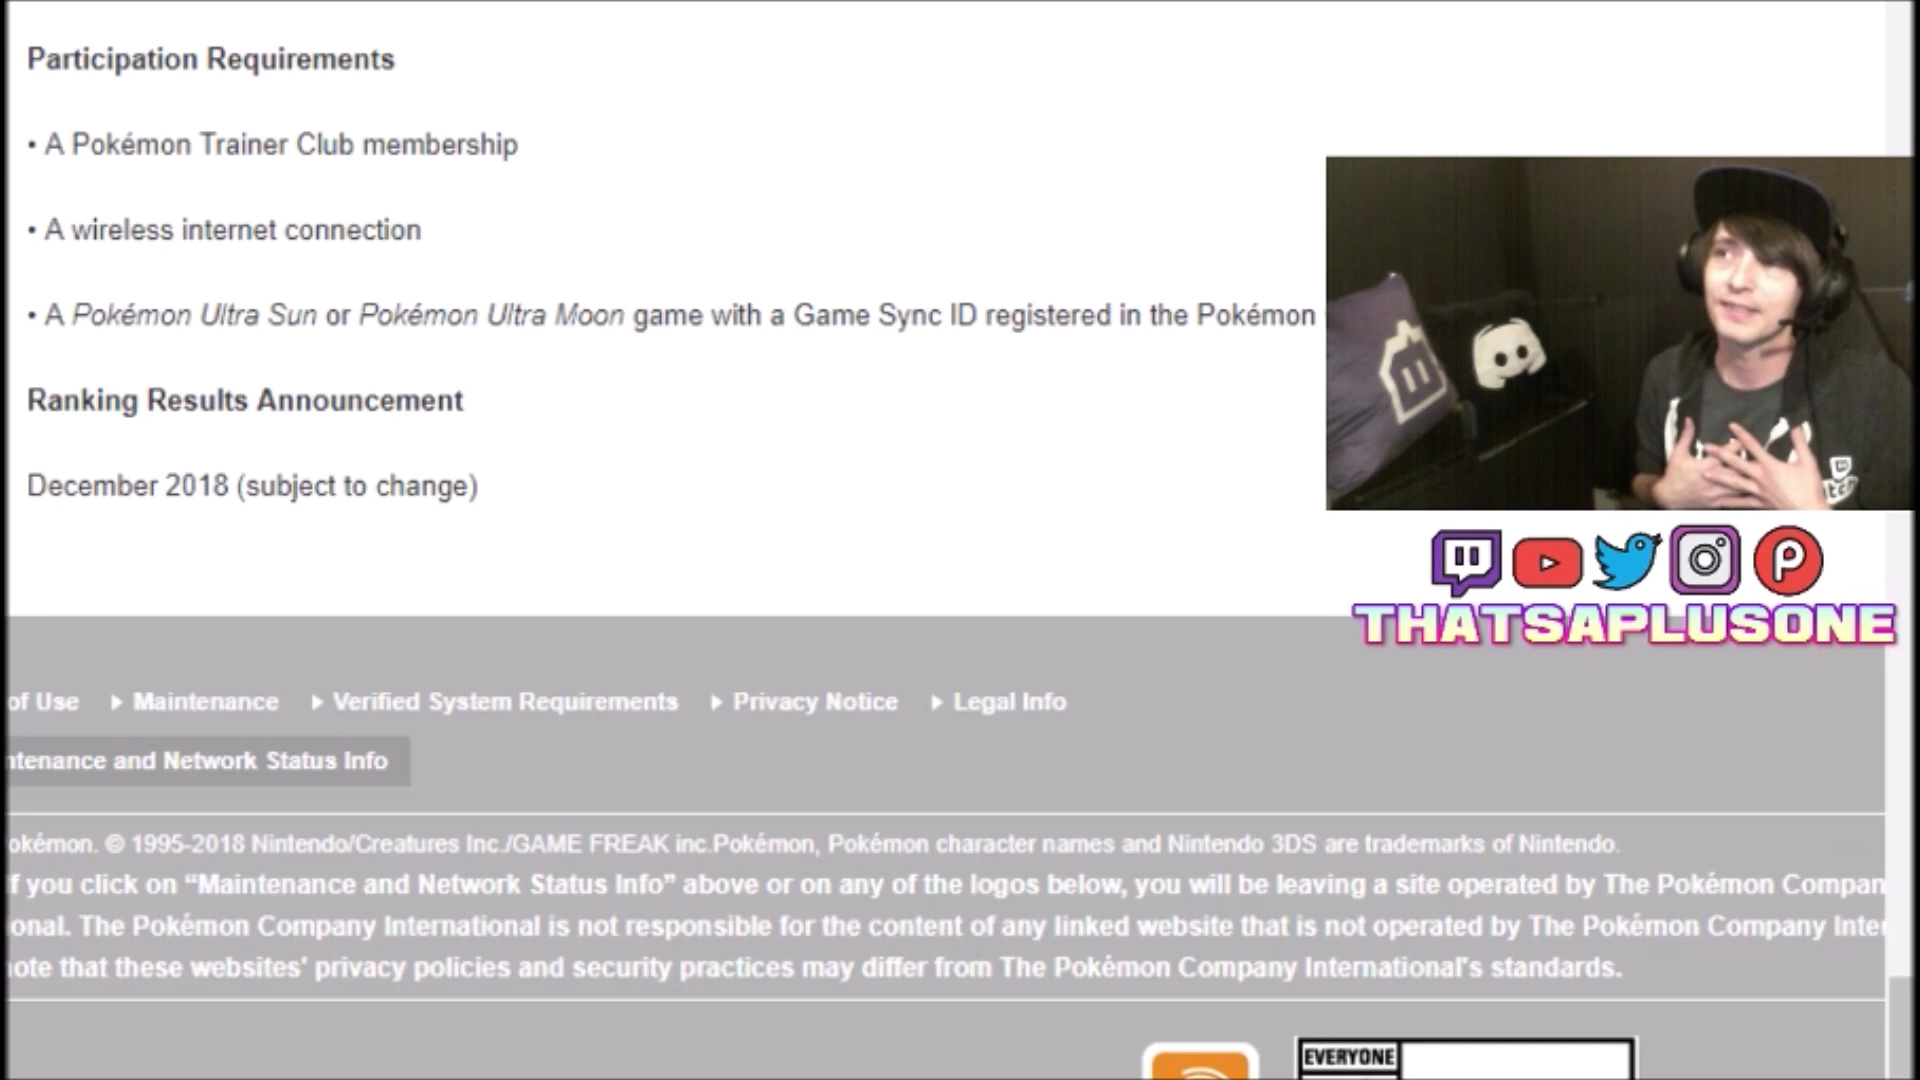 Participation Requirements
• A Pokémon Trainer Club membership
• A wireless internet connection
• A Pokémon Ultra Sun or Pokémon Ultra Moon game with a Game Sync ID registered in the Pokémon
Ranking Results Announcement
December 2018 (subject to change)
THATSAPLUSONE
of Use Maintenance Verified System Requirements Privacy Notice Legal Info
ntenance and Network Status Info
okémon. © 1995-2018 Nintendo/Creatures Inc./GAME FREAK inc.Pokémon, Pokémon character names and Nintendo 3DS are trademarks of Nintendo.
If you click on “Maintenance and Network Status Info” above or on any of the logos below, you will be leaving a site operated by The Pokémon Compan
onal. The Pokémon Company International is not responsible for the content of any linked website that is not operated by The Pokémon Company Inter
note that these websites' privacy policies and security practices may differ from The Pokémon Company International's standards.
EVERYONE